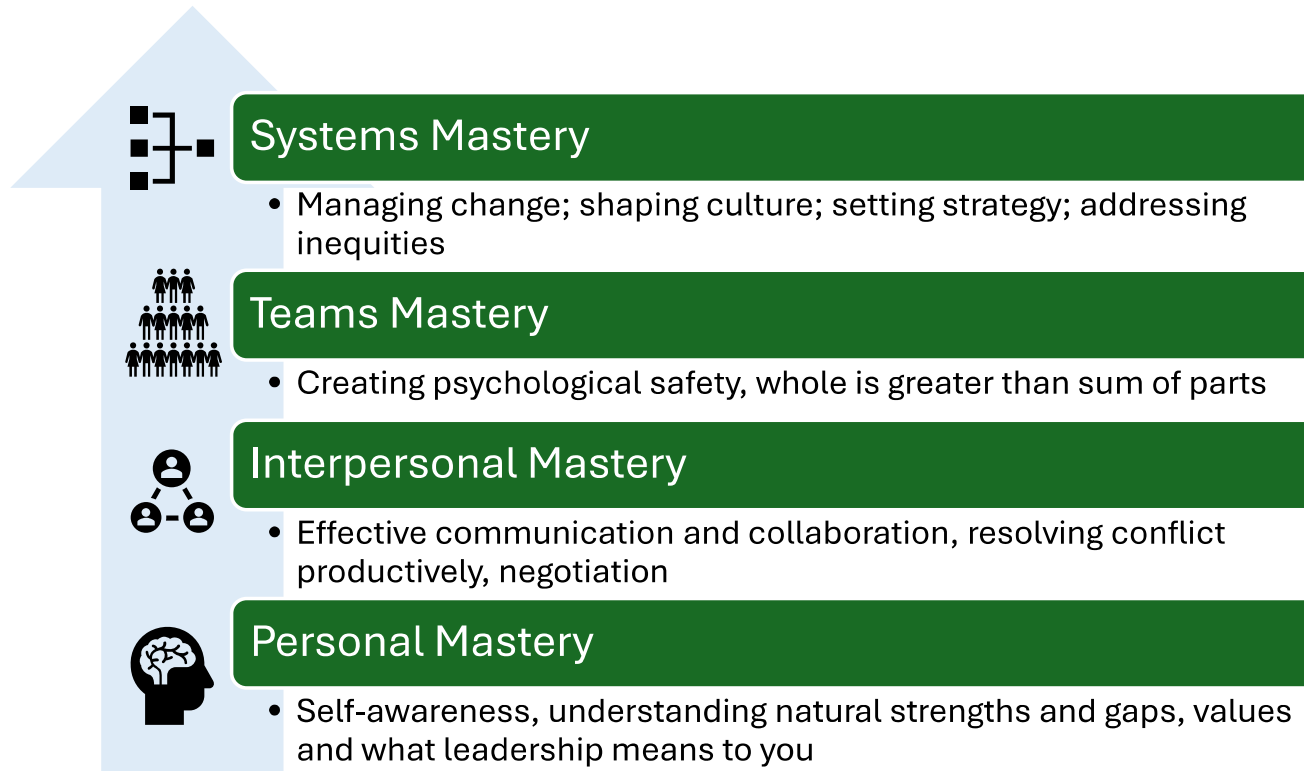 Systems Mastery
• Managing change; shaping culture; setting strategy; addressing
inequities
Teams Mastery
• Creating psychological safety, whole is greater than sum of parts
Interpersonal Mastery
• Effective communication and collaboration, resolving conflict
productively, negotiation
Personal Mastery
• Self-awareness, understanding natural strengths and gaps, values
and what leadership means to you